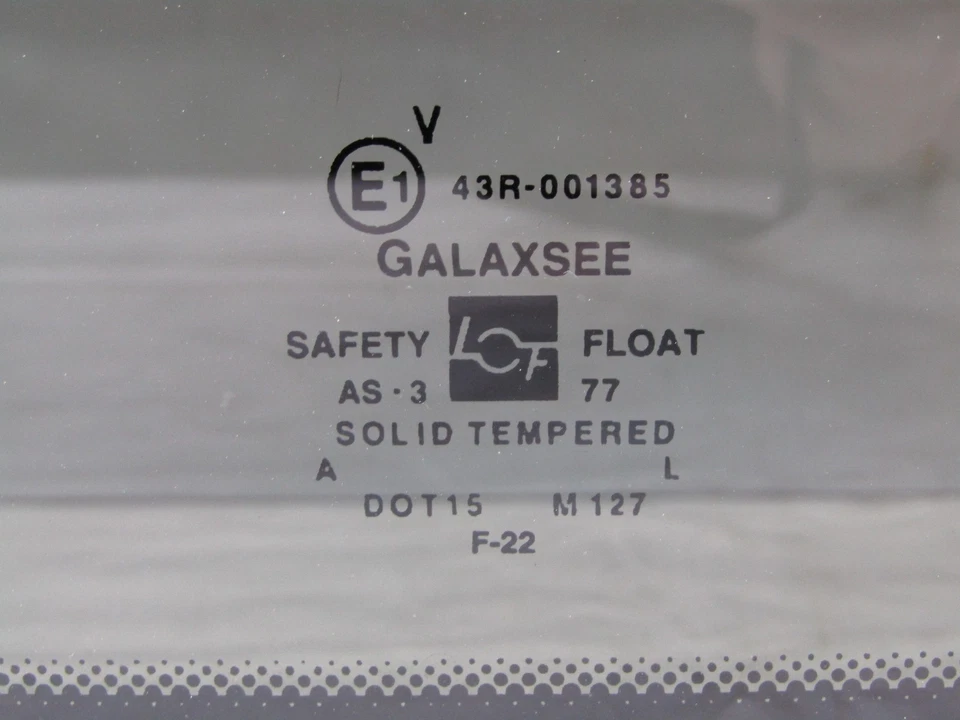 V
E1 43R-001385
GALAXSEE
SAFETY LOF FLOAT
AS·3 77
SOLID TEMPERED
A L
DOT15 M127
F-22